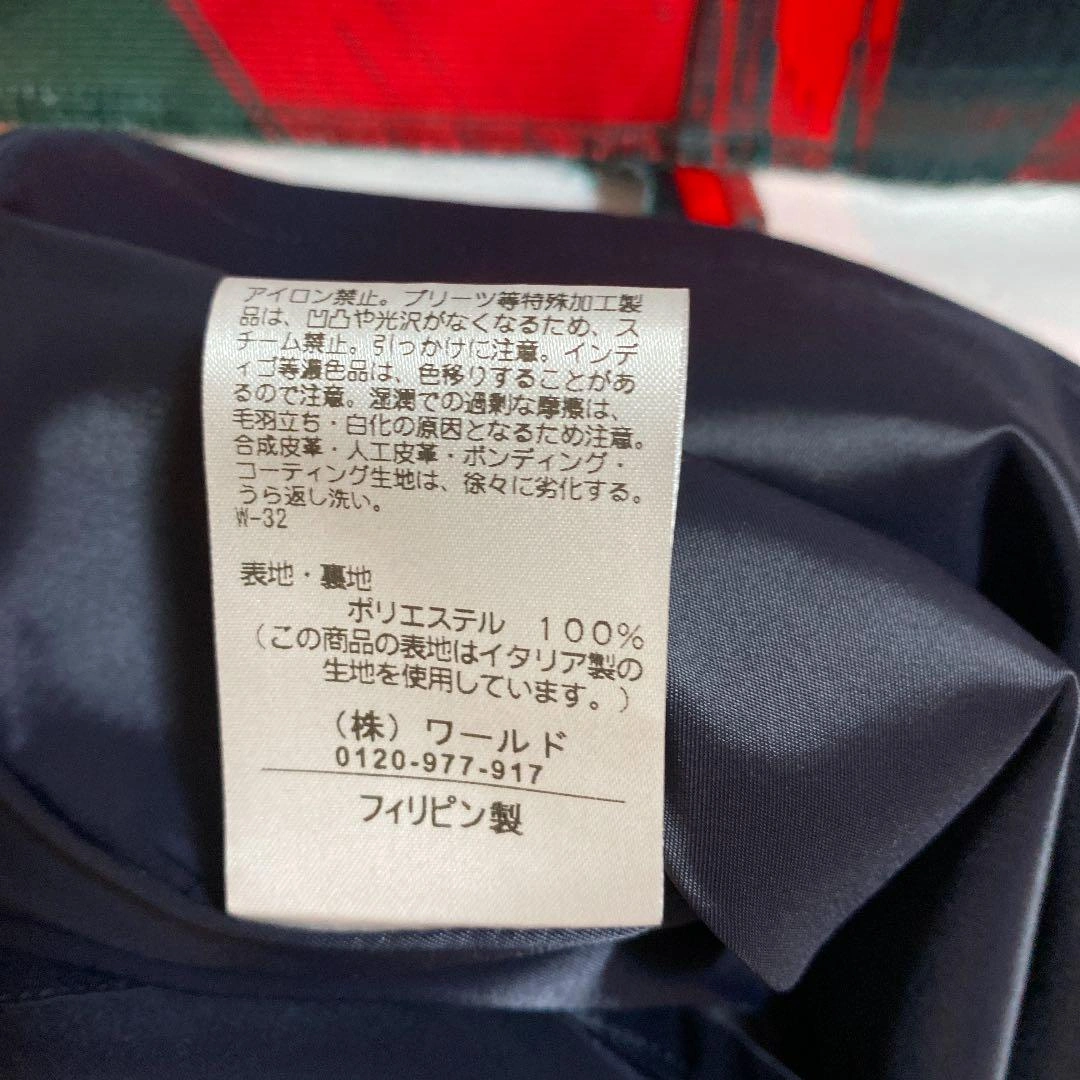 アイロン禁止。プリーツ等特殊加工製
品は、凹凸や光沢がなくなるため、ス
チーム禁止。引っかけに注意。インデ
ィゴ等濃色品は、色移りすることがあ
るので注意。湿潤での過剰な摩擦は、
毛羽立ち・白化の原因となるため注意。
合成皮革・人工皮革・ボンディング・
コーティング生地は、徐々に劣化する。
うら返し洗い。
W-32
表地・裏地
ポリエステル 100%
（この商品の表地はイタリア製の
生地を使用しています。）
（株）ワールド
0120-977-917
フィリピン製